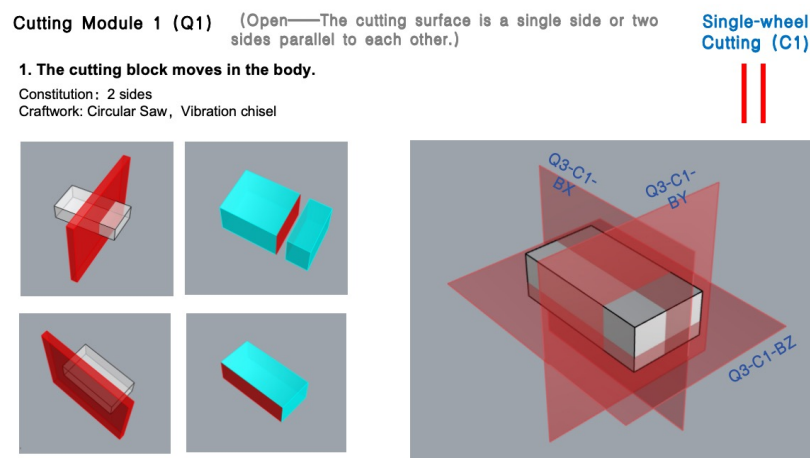 Cutting Module 1 (Q1)
(Open——The cutting surface is a single side or two
sides parallel to each other.)
Single-wheel
Cutting (C1)
1. The cutting block moves in the body.
Constitution: 2 sides
Craftwork: Circular Saw, Vibration chisel
Q3-C1-
BX
Q3-C1-
BY
Q3-C1-BZ